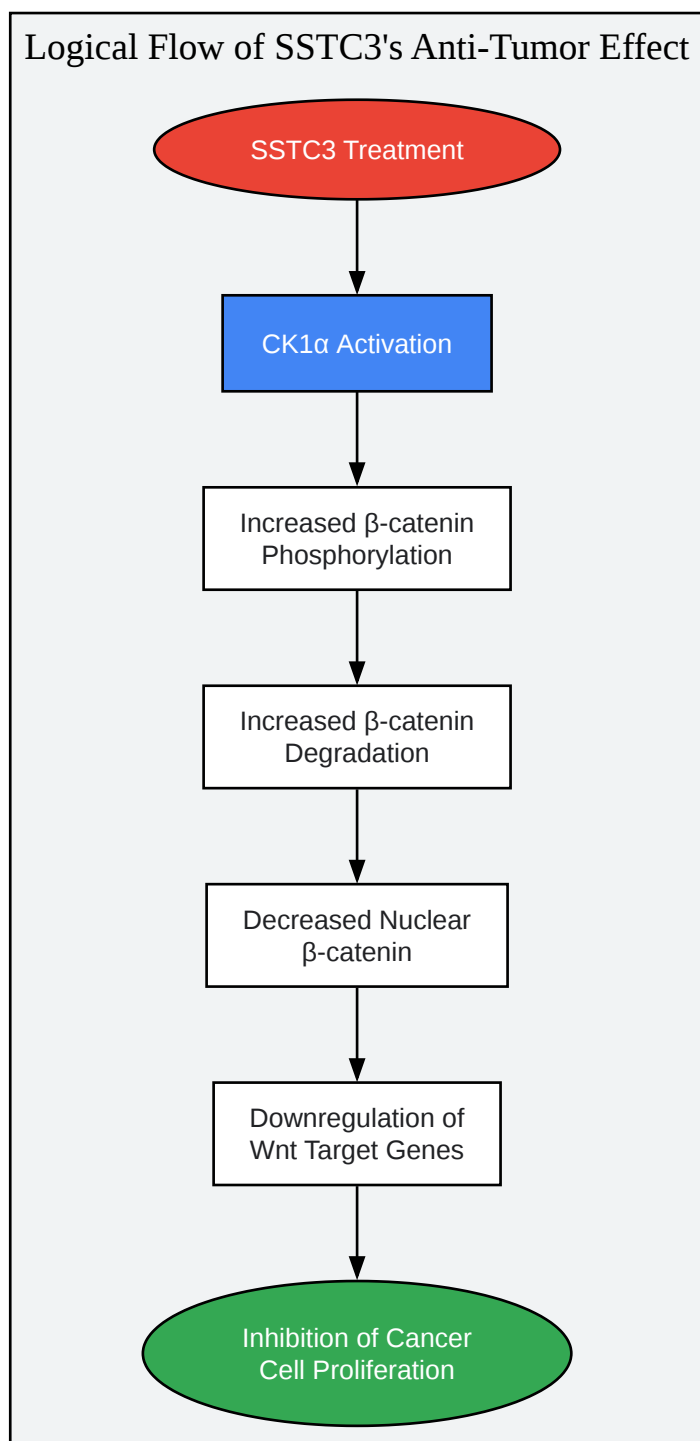 Logical Flow of SSTC3's Anti-Tumor Effect
SSTC3 Treatment
CK1α Activation
Increased β-catenin
Phosphorylation
Increased β-catenin
Degradation
Decreased Nuclear
β-catenin
Downregulation of
Wnt Target Genes
Inhibition of Cancer
Cell Proliferation